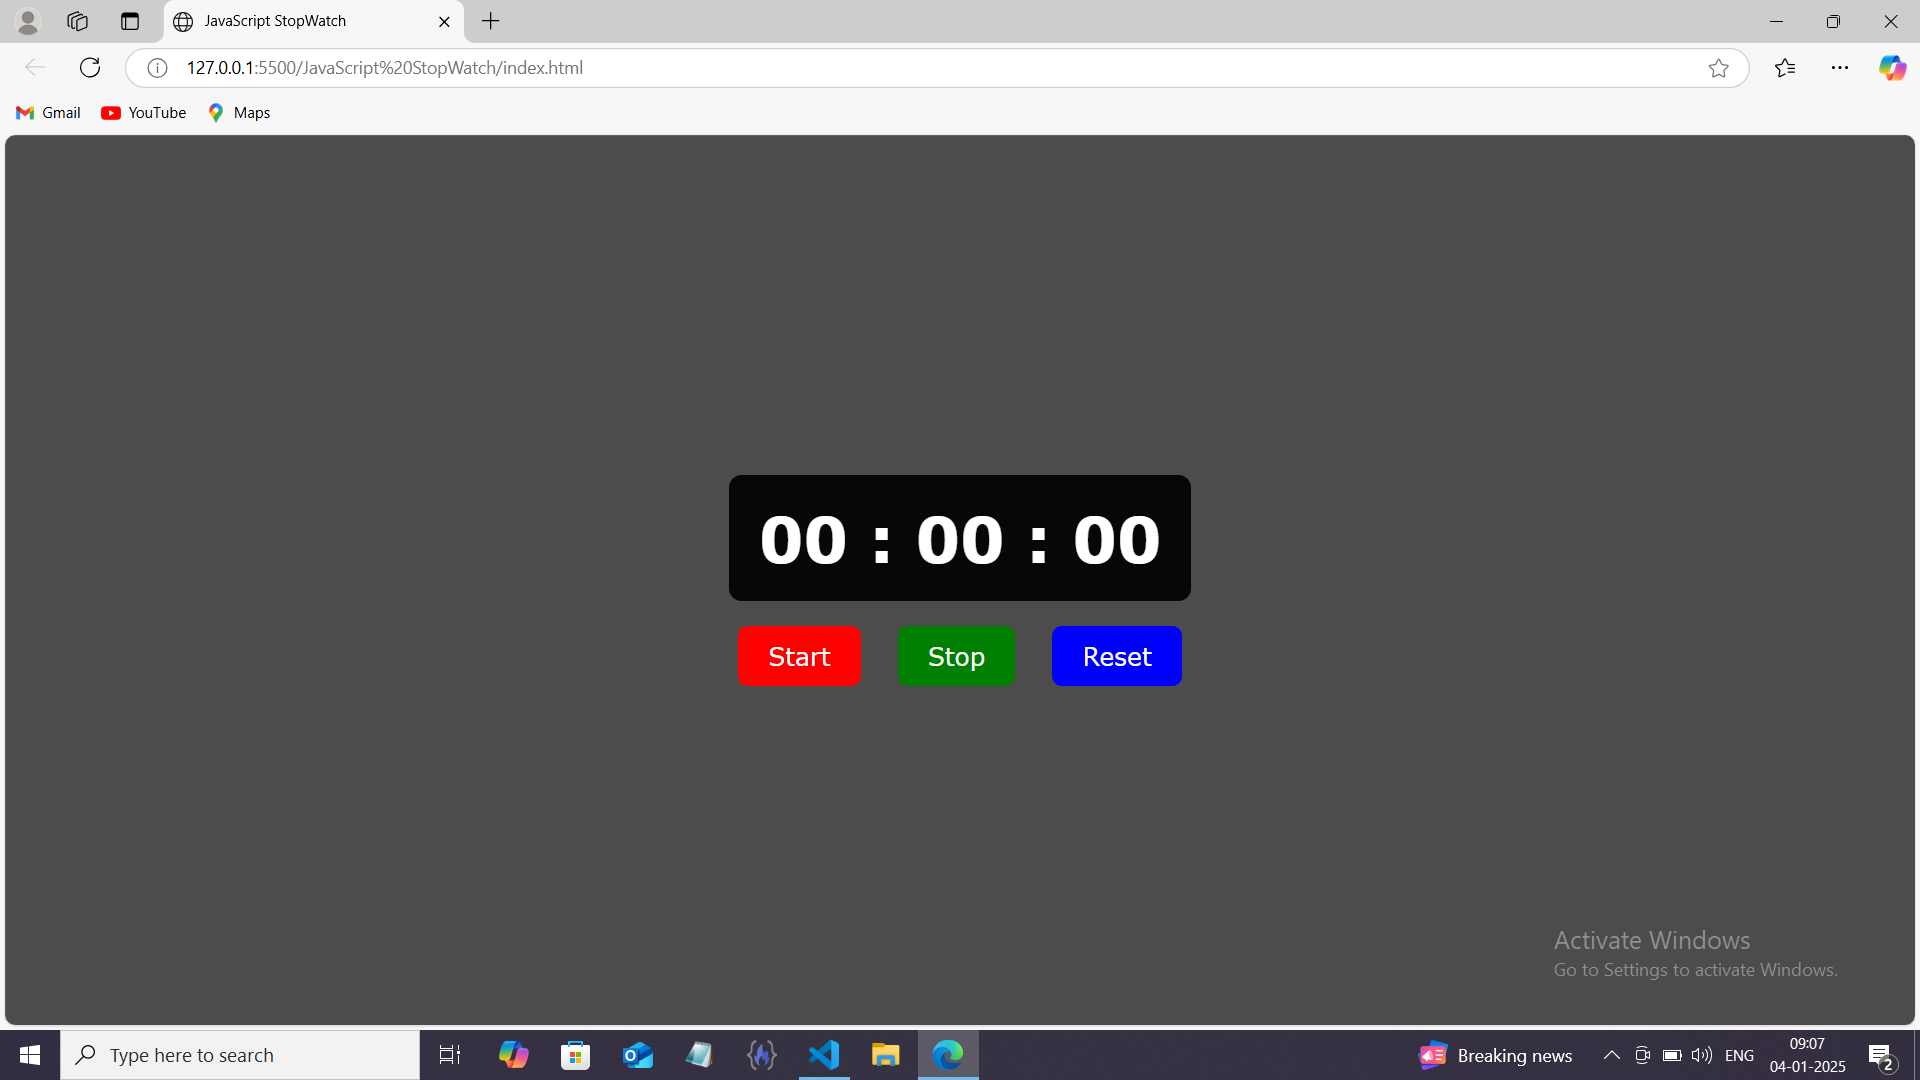 JavaScript StopWatch
127.0.0.1:5500/JavaScript%20StopWatch/index.html
Gmail YouTube Maps
00 : 00 : 00
Start Stop Reset
Activate Windows
Go to Settings to activate Windows.
Type here to search
Breaking news
ENG
09:07
04-01-2025
2